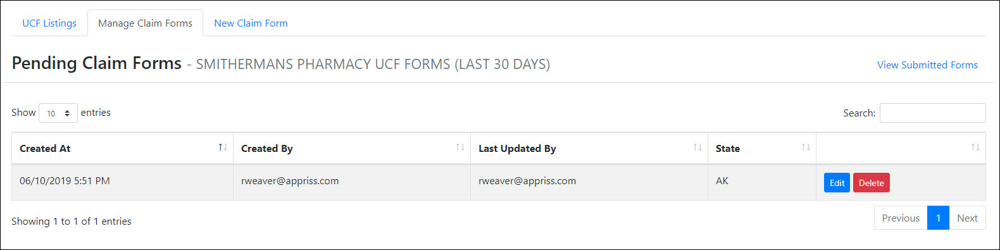 UCF Listings Manage Claim Forms New Claim Form
Pending Claim Forms - SMITHERMANS PHARMACY UCF FORMS (LAST 30 DAYS) View Submitted Forms
Show 10 entries Search:
Created At Created By Last Updated By State
06/10/2019 5:51 PM rweaver@appriss.com rweaver@appriss.com AK Edit Delete
Showing 1 to 1 of 1 entries Previous 1 Next